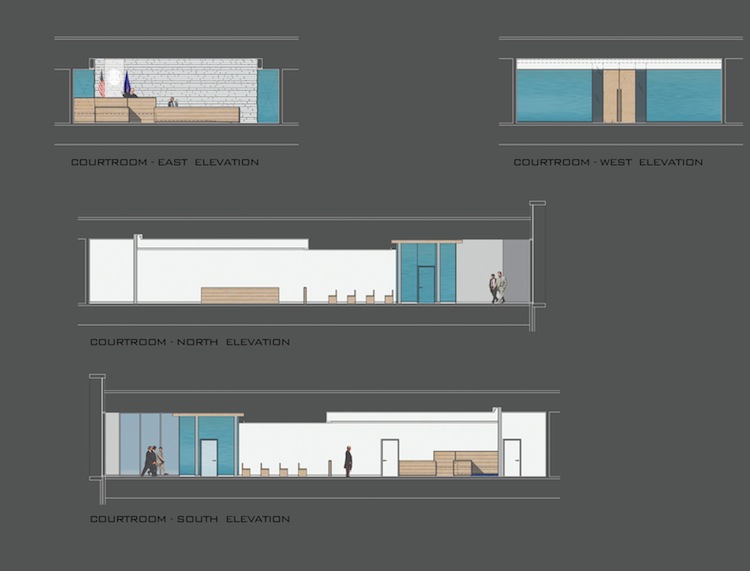 COURTROOM - EAST ELEVATION
COURTROOM - WEST ELEVATION
COURTROOM - NORTH ELEVATION
COURTROOM - SOUTH ELEVATION